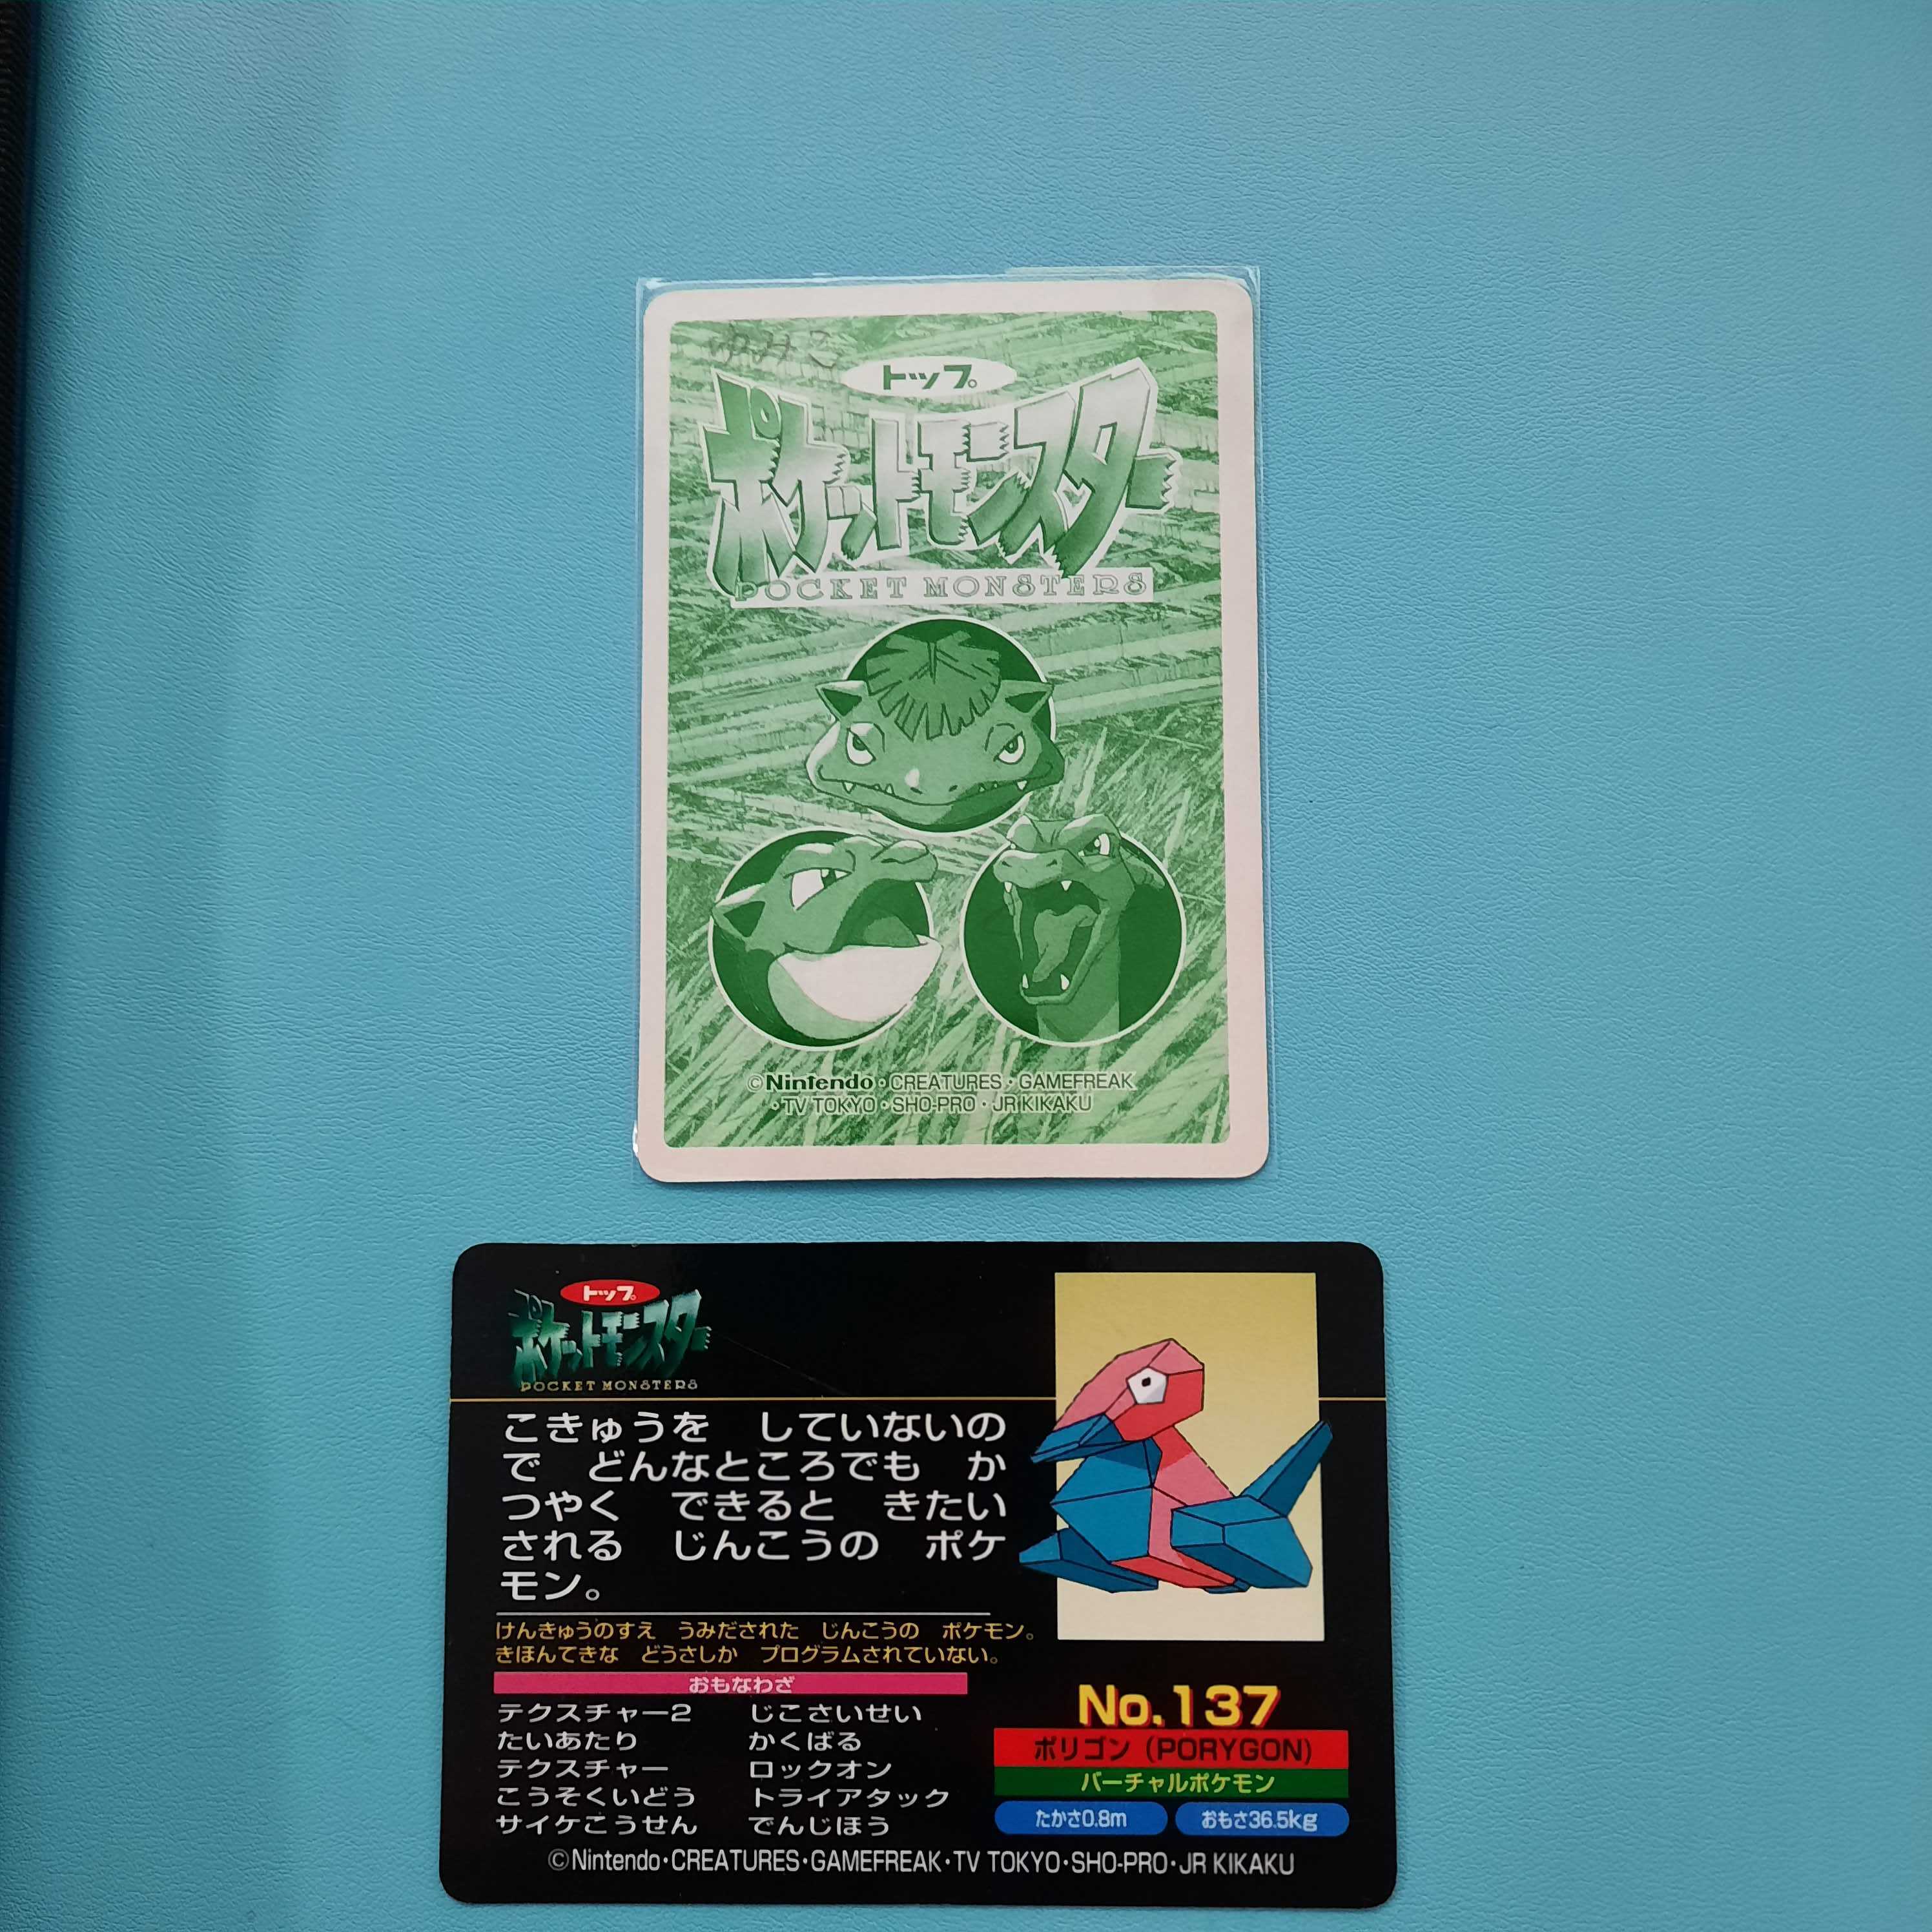 ゆみこ
トップ
ポケットモンスター
POCKET MONSTERS
©Nintendo・CREATURES・GAMEFREAK
・TV TOKYO・SHO-PRO・JR KIKAKU
トップ
ポケットモンスター
POCKET MONSTERS
こきゅうを　していないの
で　どんなところでも　か
つやく　できると　きたい
される　じんこうの　ポケ
モン。
けんきゅうのすえ　うみだされた　じんこうの　ポケモン。
きほんてきな　どうさしか　プログラムされていない。
おもなわざ
テクスチャー2　じこさいせい
たいあたり　かくばる
テクスチャー　ロックオン
こうそくいどう　トライアタック
サイケこうせん　でんじほう
No.137
ポリゴン（PORYGON)
バーチャルポケモン
たかさ0.8m　おもさ36.5kg
©Nintendo・CREATURES・GAMEFREAK・TV TOKYO・SHO-PRO・JR KIKAKU